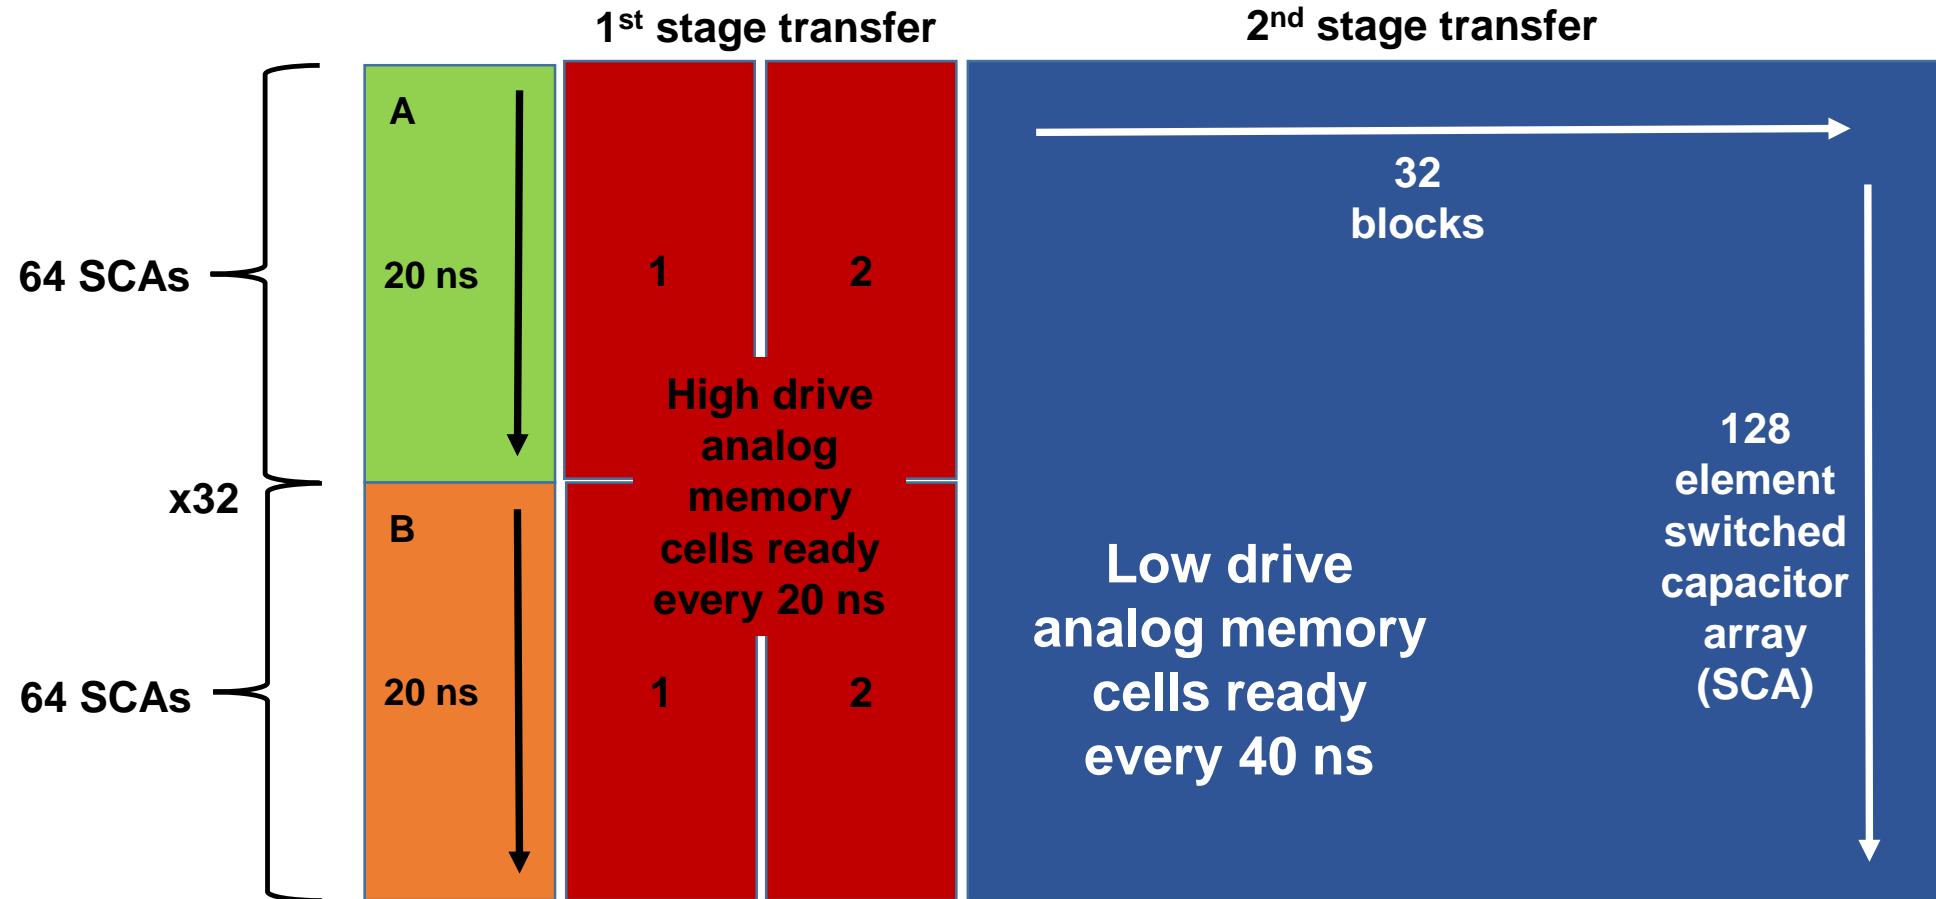 1st stage transfer
2nd stage transfer
64 SCAs
x32
64 SCAs
A
20 ns
B
20 ns
1
2
High drive
analog
memory
cells ready
every 20 ns
1
2
32
blocks
Low drive
analog memory
cells ready
every 40 ns
128
element
switched
capacitor
array
(SCA)